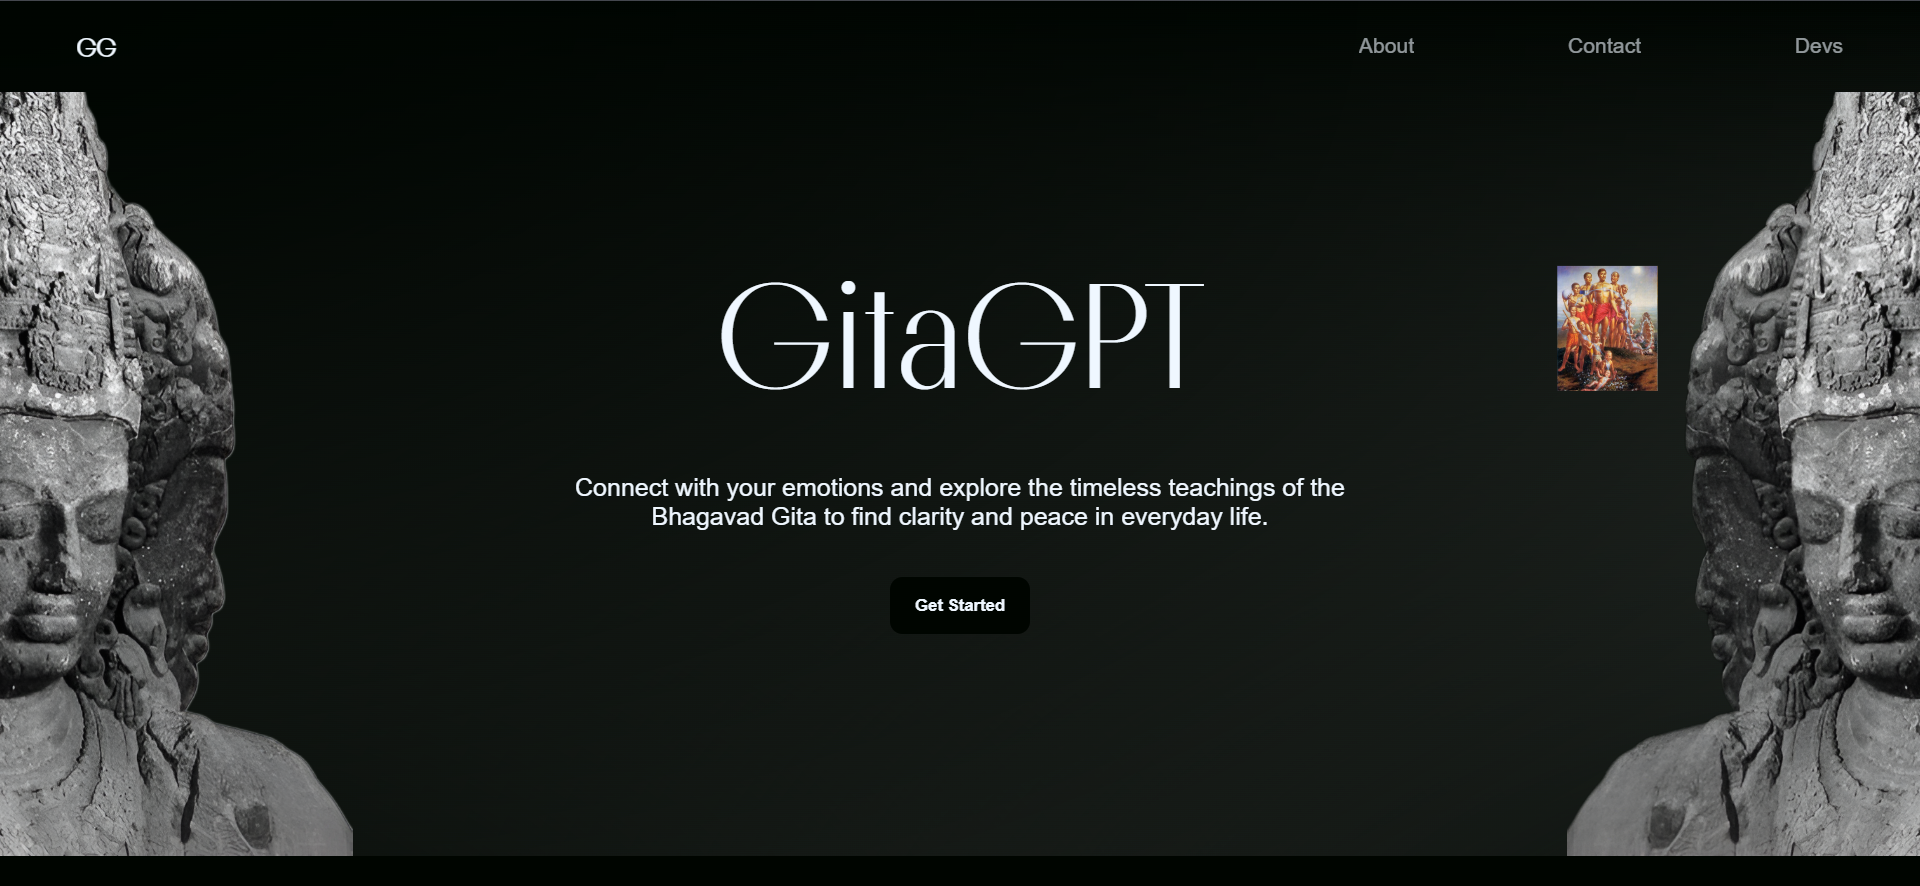 GG
About
Contact
Devs
GitaGPT
Connect with your emotions and explore the timeless teachings of the
Bhagavad Gita to find clarity and peace in everyday life.
Get Started